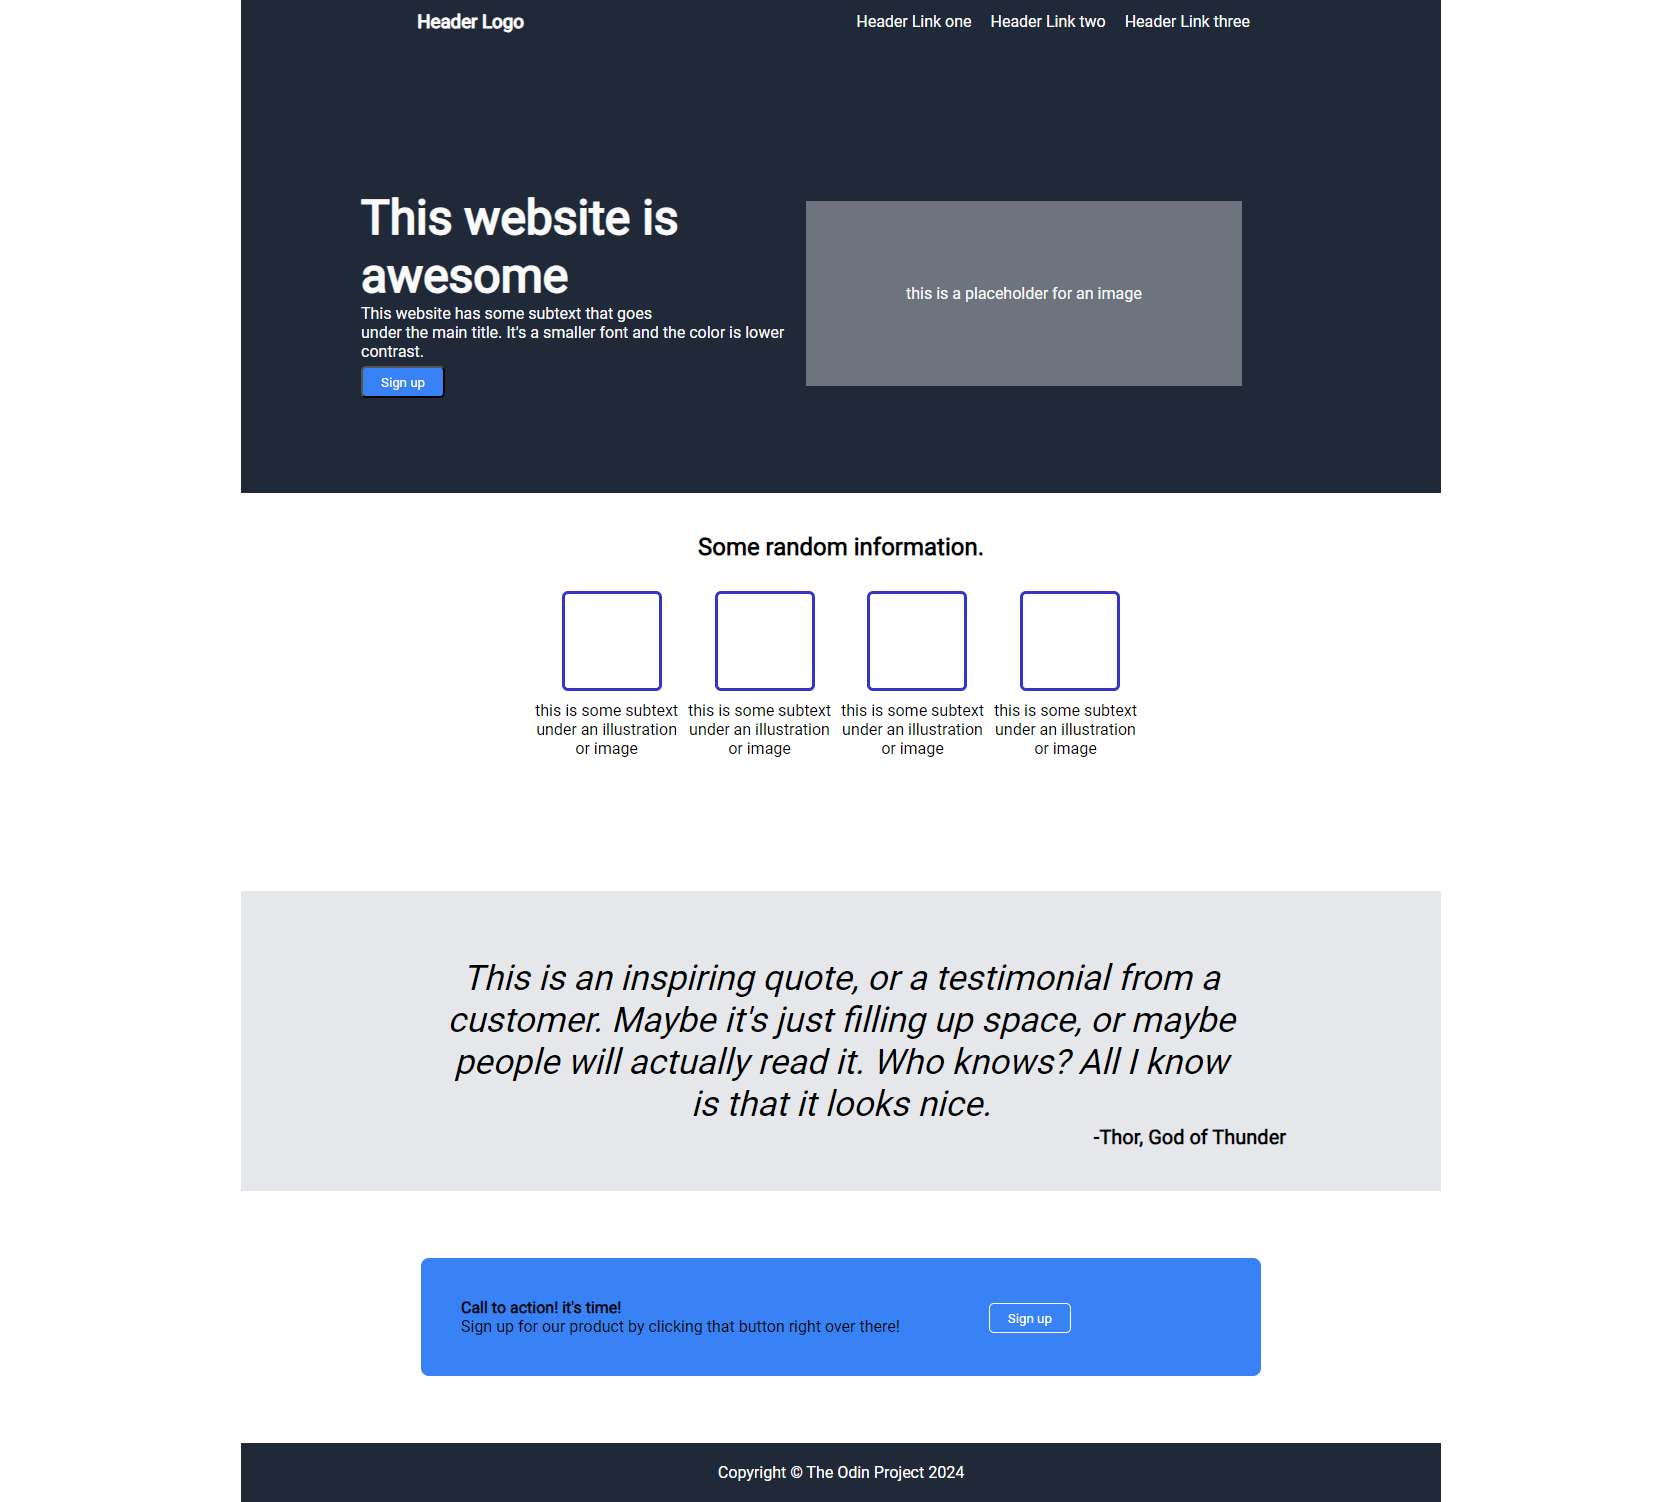 Header Logo
Header Link one
Header Link two
Header Link three
This website is
awesome
This website has some subtext that goes
under the main title. It's a smaller font and the color is lower
contrast.
Sign up
this is a placeholder for an image
Some random information.
this is some subtext
under an illustration
or image
this is some subtext
under an illustration
or image
this is some subtext
under an illustration
or image
this is some subtext
under an illustration
or image
This is an inspiring quote, or a testimonial from a
customer. Maybe it's just filling up space, or maybe
people will actually read it. Who knows? All I know
is that it looks nice.
-Thor, God of Thunder
Call to action! it's time!
Sign up for our product by clicking that button right over there!
Sign up
Copyright © The Odin Project 2024